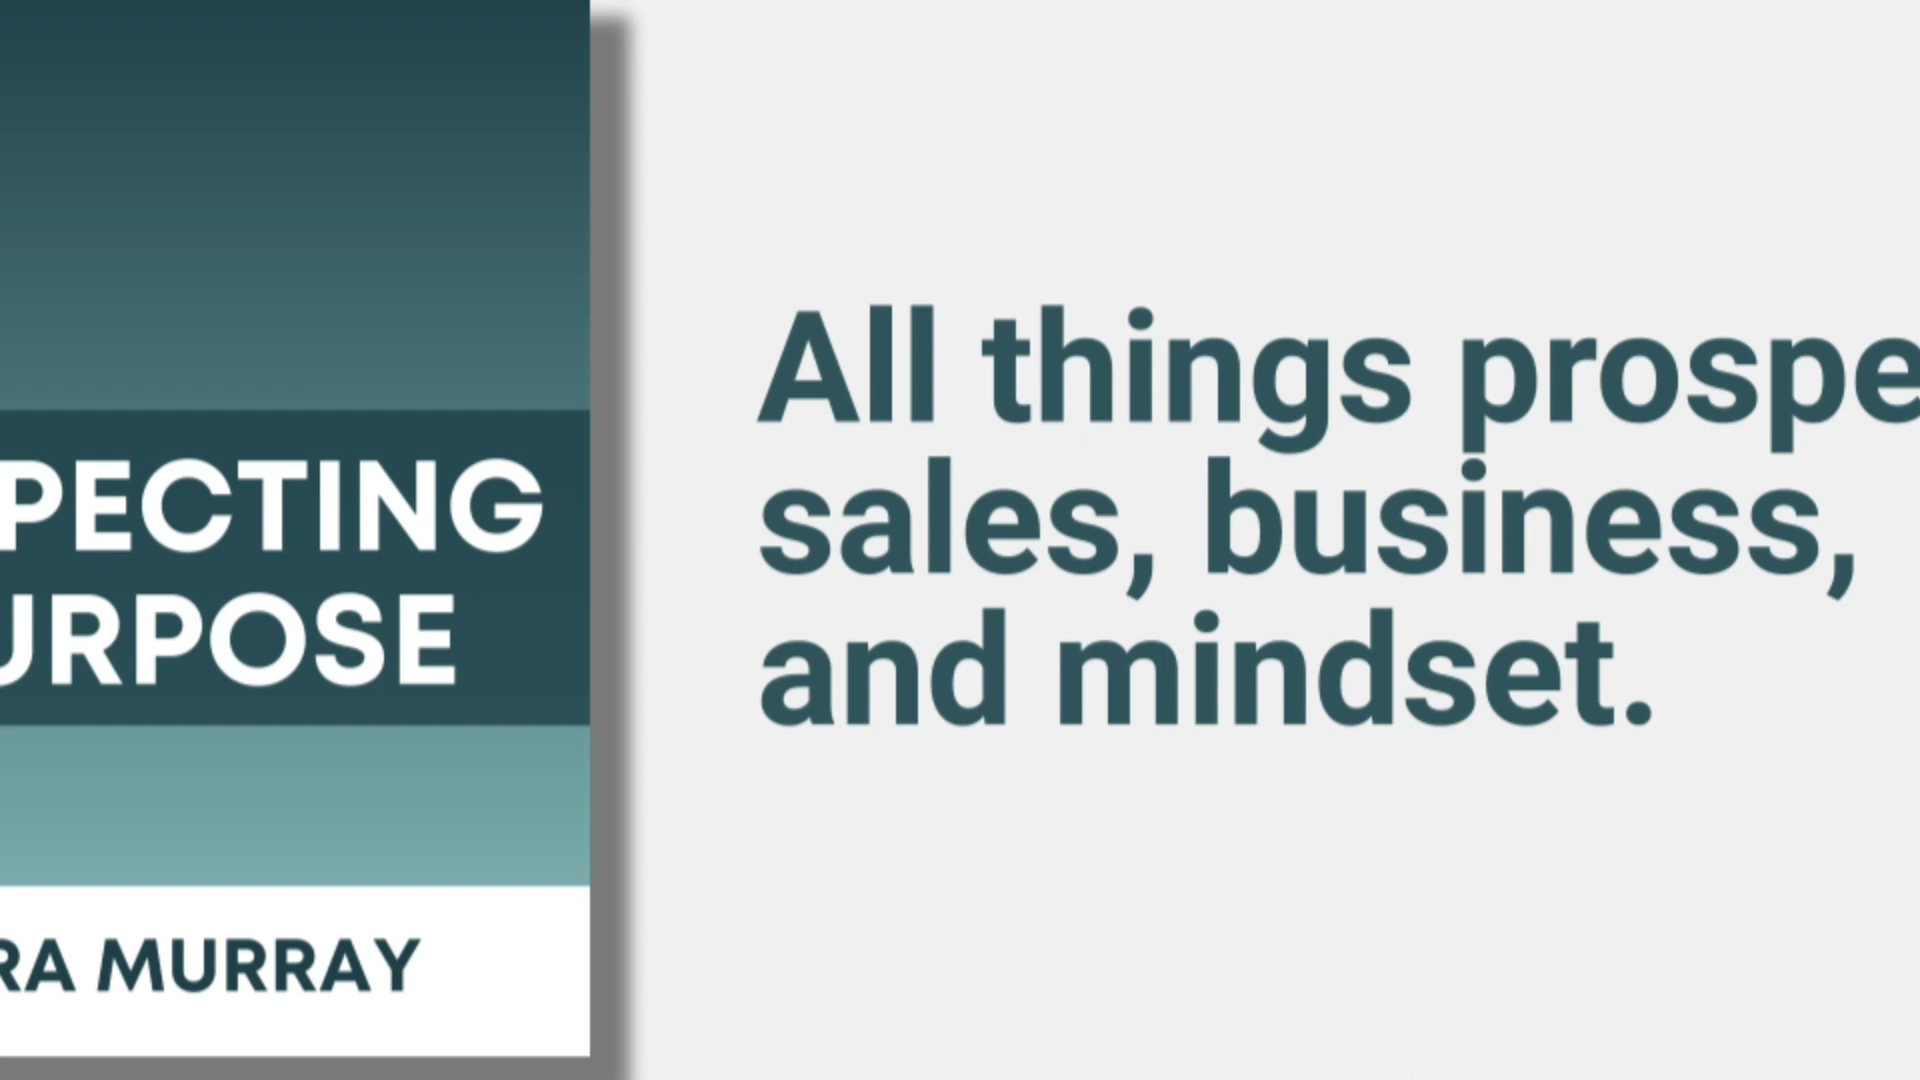 PECTING
URPOSE
RA MURRAY
All things prospe
sales, business,
and mindset.